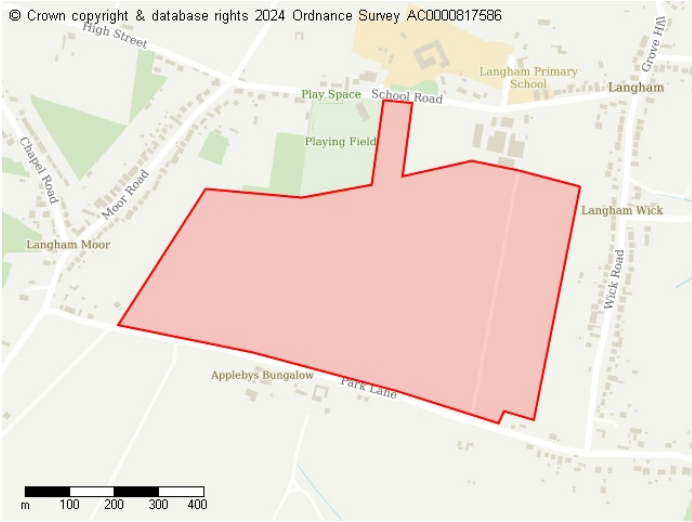 © Crown copyright & database rights 2024 Ordnance Survey AC0000817586
High Street
Grove Hill
Langham Primary
School
Play Space
School Road
Langham
Playing Field
Chapel Road
Moor Road
Langham Wick
Langham Moor
Wick Road
Applebys Bungalow
Park Lane
m 100 200 300 400